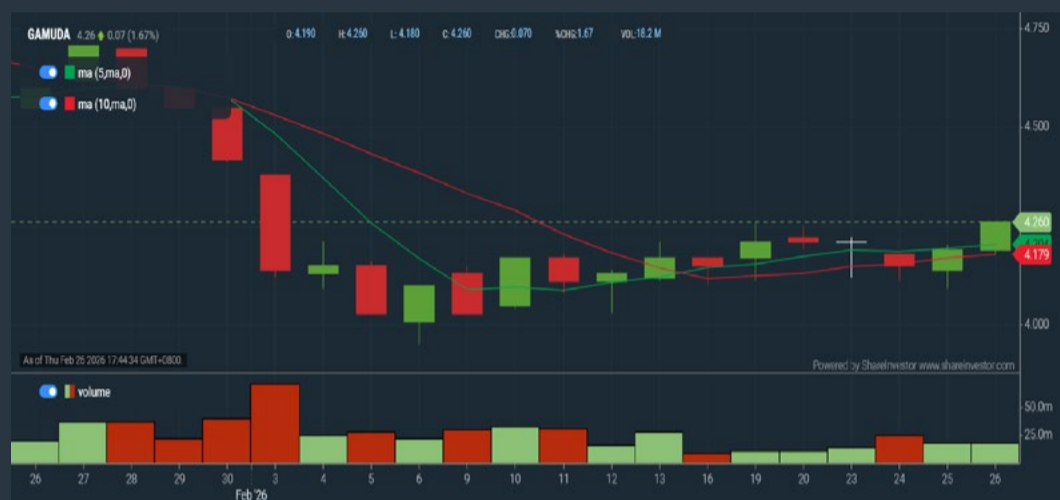 GAMUDA 4.26 0.07 (1.67%) O: 4.190 H:4.260 L: 4.180 C: 4.260 CHG:0.070 %CHG:1.67 VOL:18.2 M
ma (5,ma,0)
ma (10,ma,0)
4.750
4.500
4.260
4.204
4.179
4.000
As of Thu Feb 26 2026 17:44:34 GMT+0800
Powered by ShareInvestor www.shareinvestor.com
volume
50.0m
25.0m
26 27 28 29 30 3 4 5 6 9 10 11 12 13 16 19 20 23 24 25 26
Feb '26